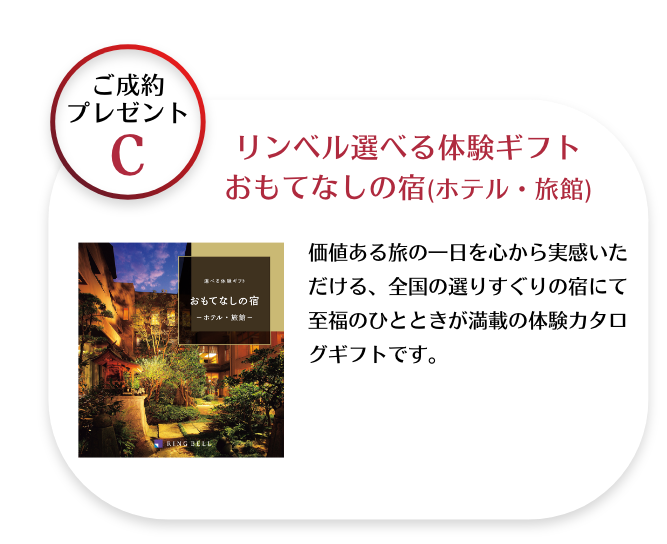 ご成約
プレゼント
C
リンベル選べる体験ギフト
おもてなしの宿(ホテル・旅館)
価値ある旅の一日を心から実感いた
だける、全国の選りすぐりの宿にて
至福のひとときが満載の体験カタロ
グギフトです。
選べる体験ギフト
おもてなしの宿
－ホテル・旅館－
RING BELL